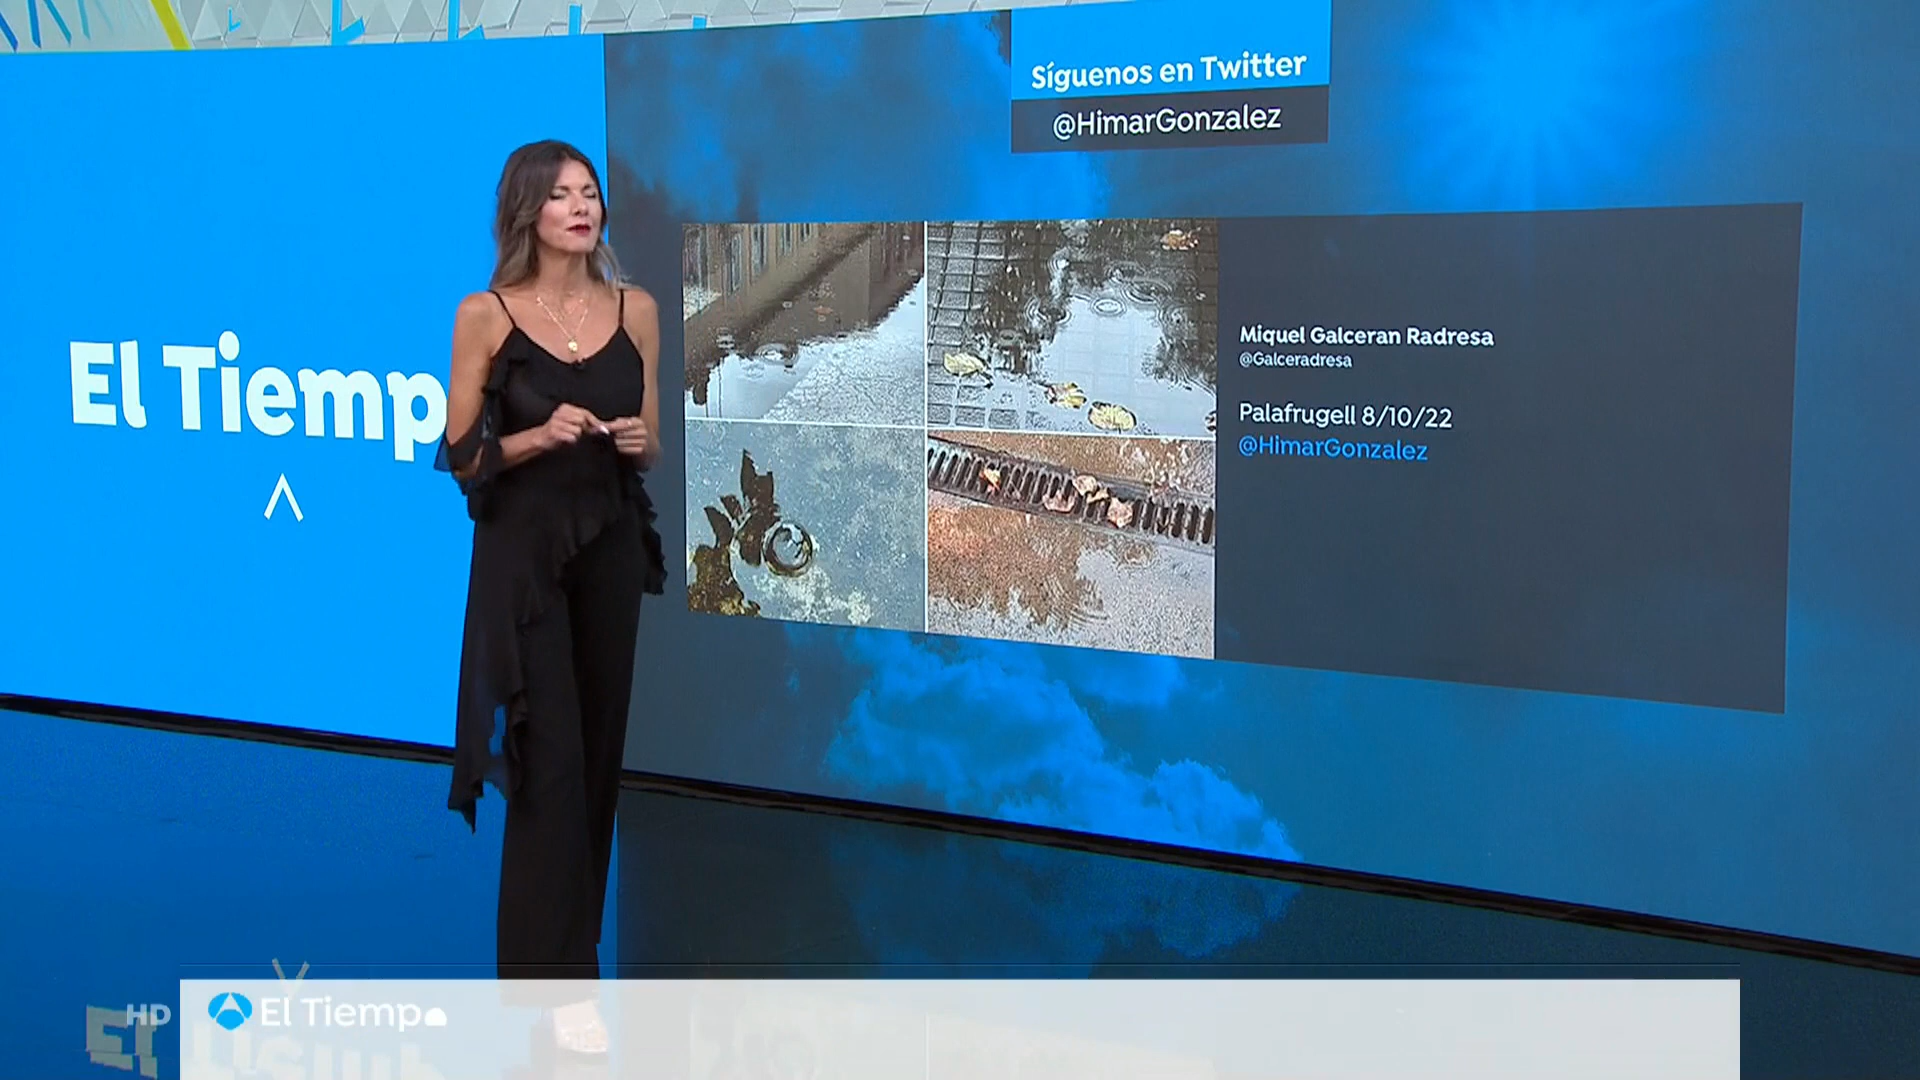 Síguenos en Twitter
@HimarGonzalez
El Tiemp
Miquel Galceran Radresa
@Galceradresa
Palafrugell 8/10/22
@HimarGonzalez
HD
El Tiempo